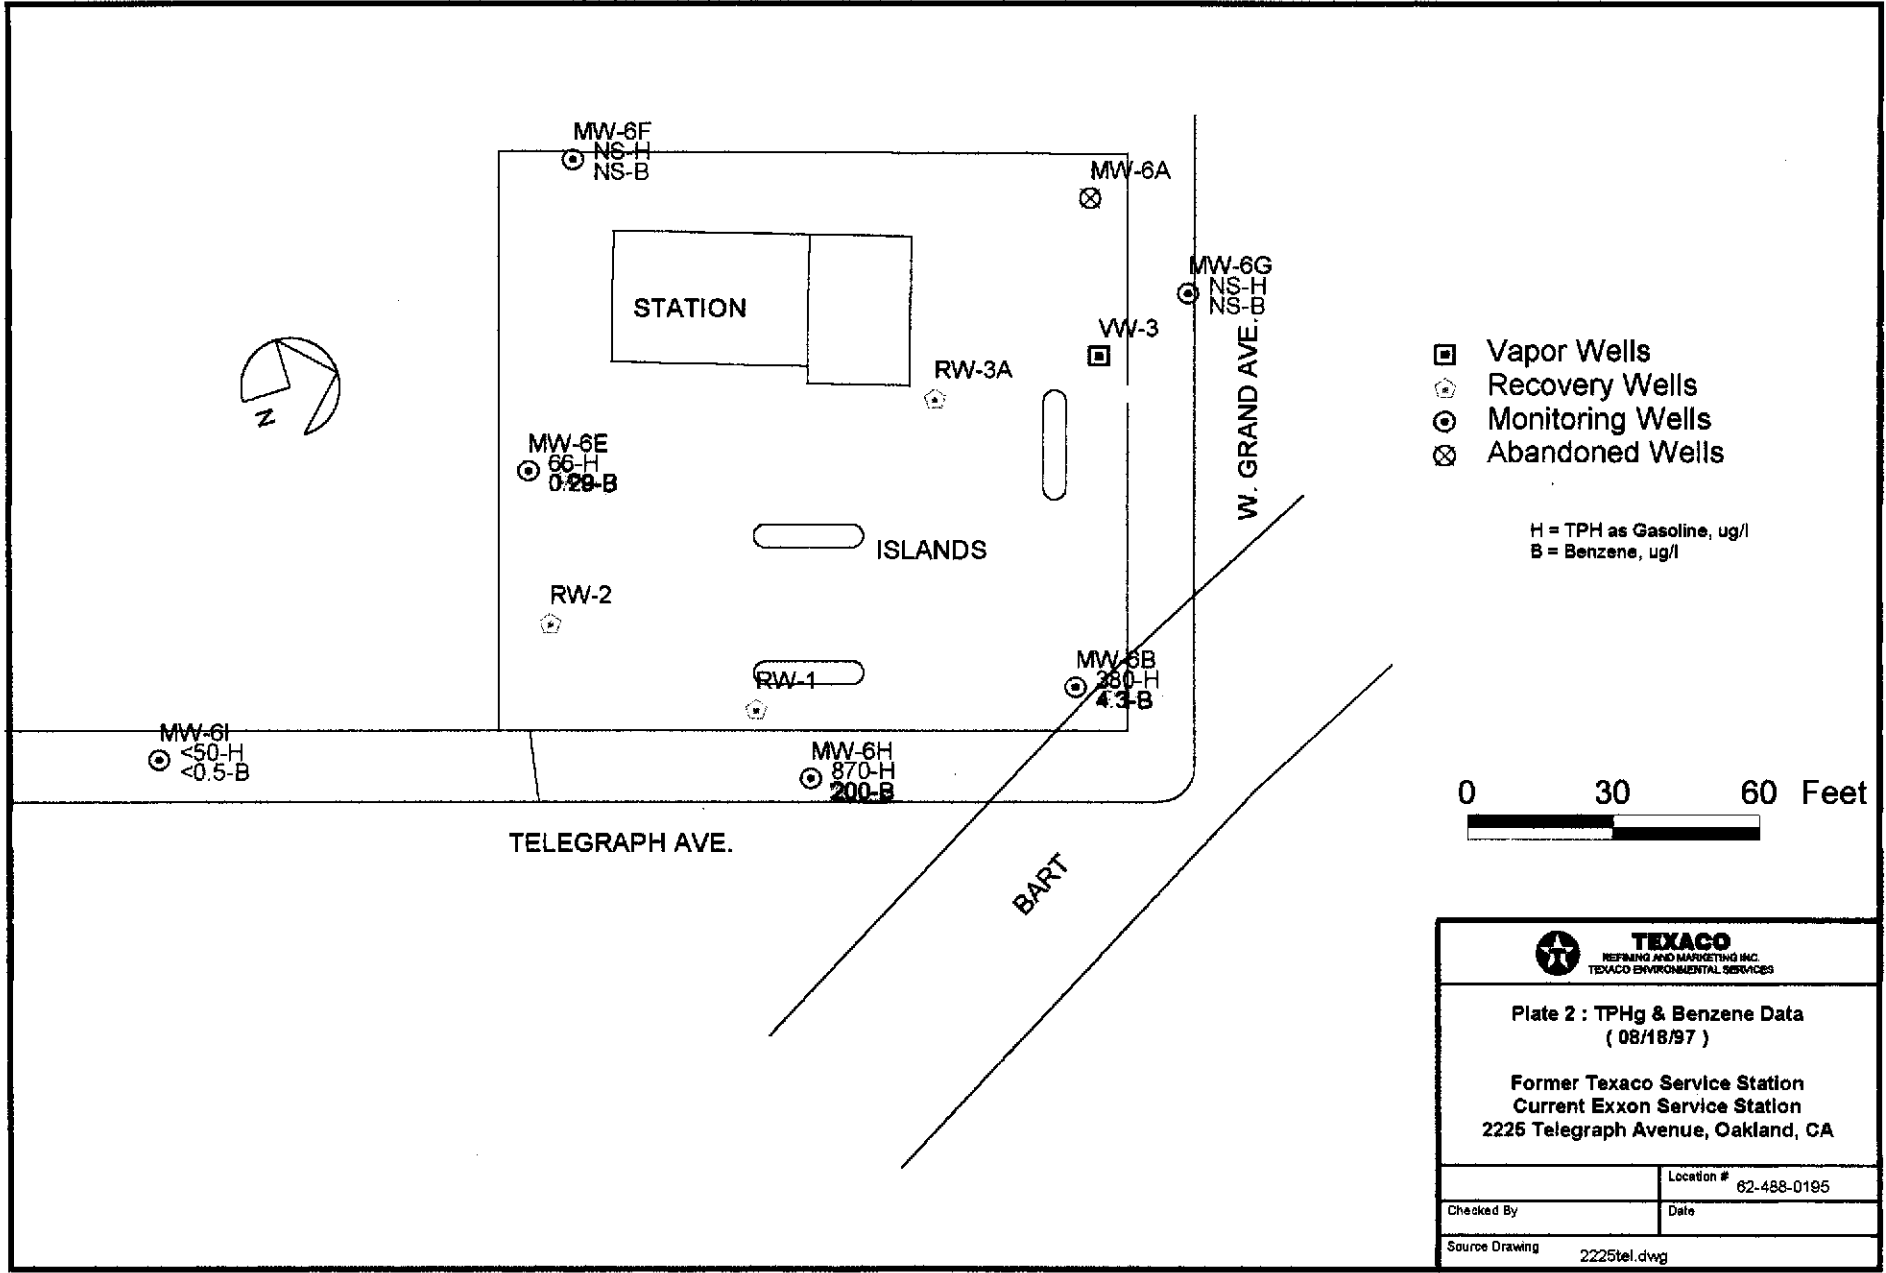 MW-6F
NS-H
NS-B
MW-6A
MW-6G
NS-H
NS-B
STATION
VW-3
RW-3A
W. GRAND AVE.
Vapor Wells
Recovery Wells
Monitoring Wells
Abandoned Wells
N
MW-6E
66-H
H = TPH as Gasoline, ug/l
B = Benzene, ug/l
ISLANDS
RW-2
MW-6B
380-H
4.3-B
RW-1
MW-6I
<50-H
<0.5-B
MW-6H
870-H
200-B
0 30 60 Feet
TELEGRAPH AVE.
BART
TEXACO
REFINING AND MARKETING INC.
TEXACO ENVIRONMENTAL SERVICES
Plate 2 : TPHg & Benzene Data
( 08/18/97 )
Former Texaco Service Station
Current Exxon Service Station
2225 Telegraph Avenue, Oakland, CA
Location # 62-488-0195
Checked By
Date
Source Drawing 2225tel.dwg